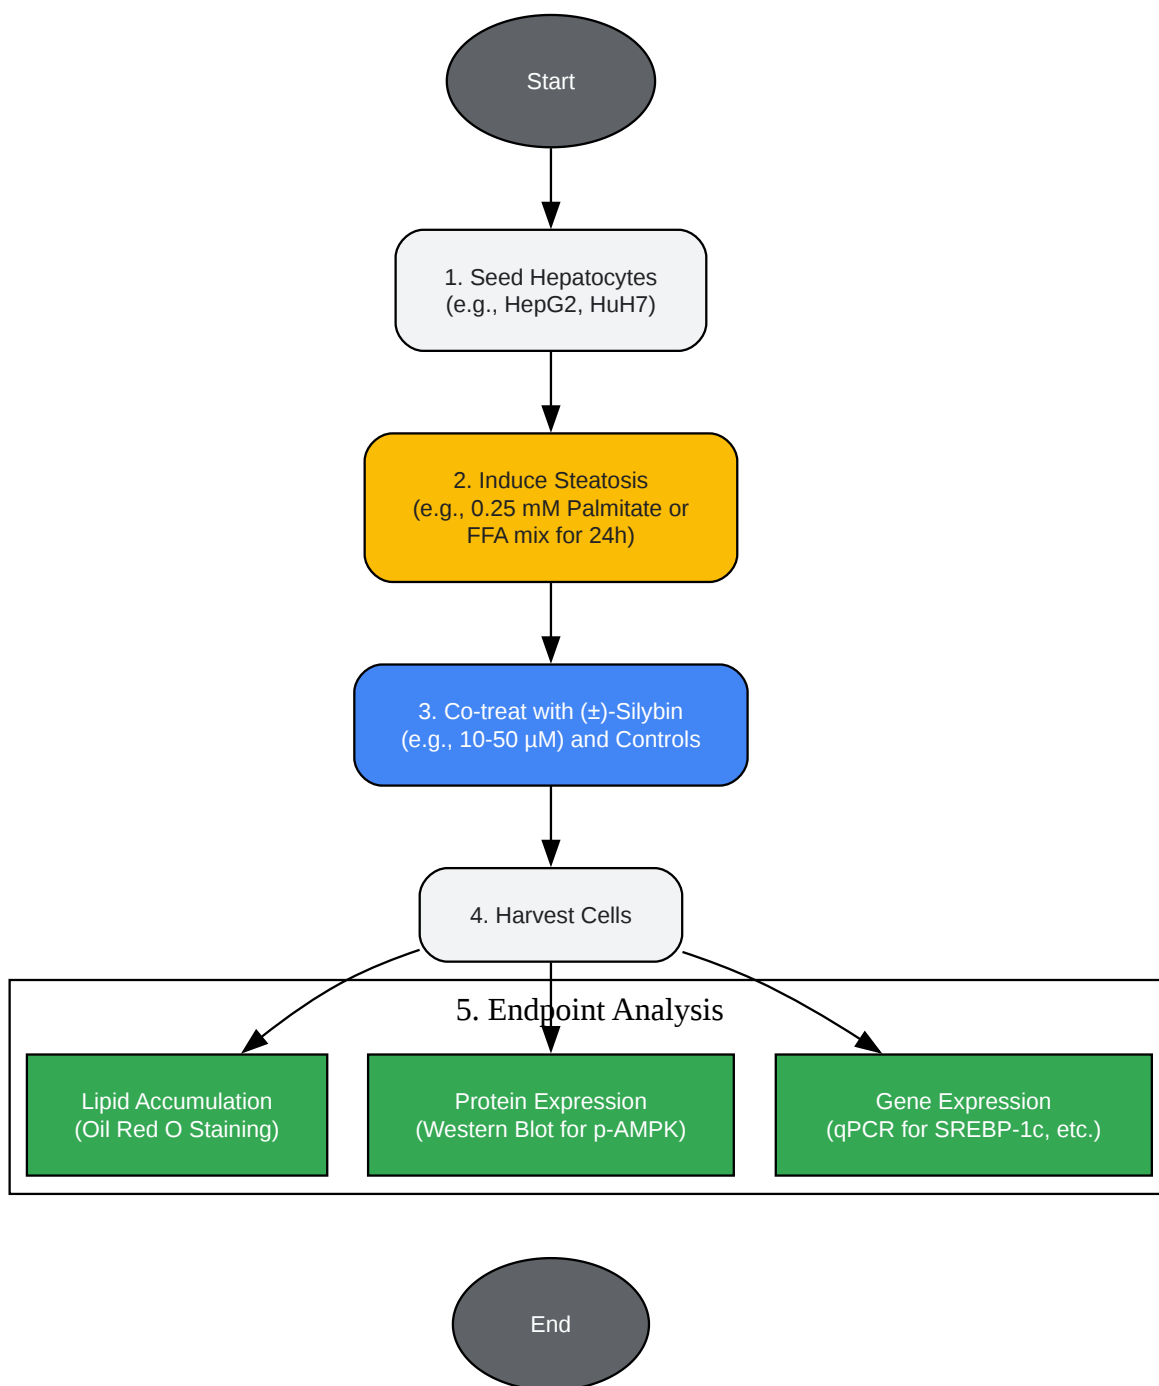 Start
1. Seed Hepatocytes
(e.g., HepG2, HuH7)
2. Induce Steatosis
(e.g., 0.25 mM Palmitate or
FFA mix for 24h)
3. Co-treat with (±)-Silybin
(e.g., 10-50 µM) and Controls
4. Harvest Cells
5. Endpoint Analysis
Lipid Accumulation
(Oil Red O Staining)
Protein Expression
(Western Blot for p-AMPK)
Gene Expression
(qPCR for SREBP-1c, etc.)
End